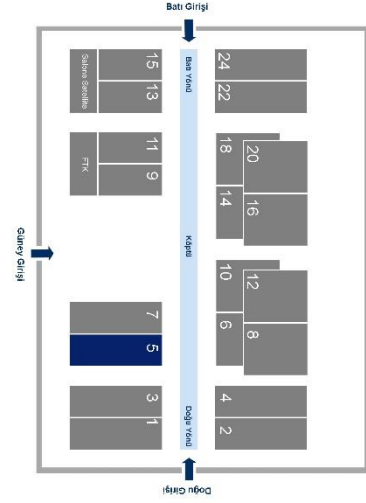 Batı Girişi
Batı Yönü
Salone Satellite
15
13
24
22
FTK
11
9
18
20
14
16
Köprü
Güney Girişi
10
12
6
8
7
5
3
1
4
2
Doğu Yönü
Doğu Girişi